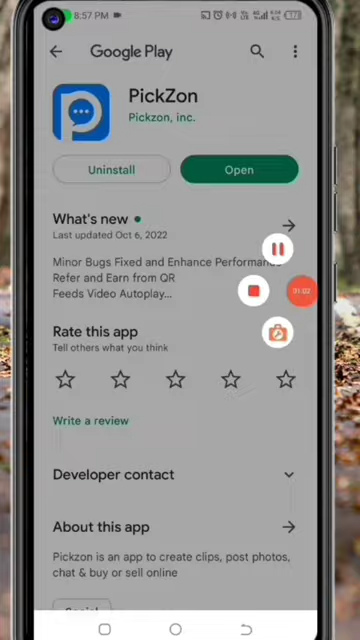 8:57 PM
Google Play
PickZon
Pickzon, inc.
Uninstall
Open
What's new
Last updated Oct 6, 2022
Minor Bugs Fixed and Enhance Performance
Refer and Earn from QR
Feeds Video Autoplay...
01:02
Rate this app
Tell others what you think
Write a review
Developer contact
About this app
Pickzon is an app to create clips, post photos,
chat & buy or sell online
Social